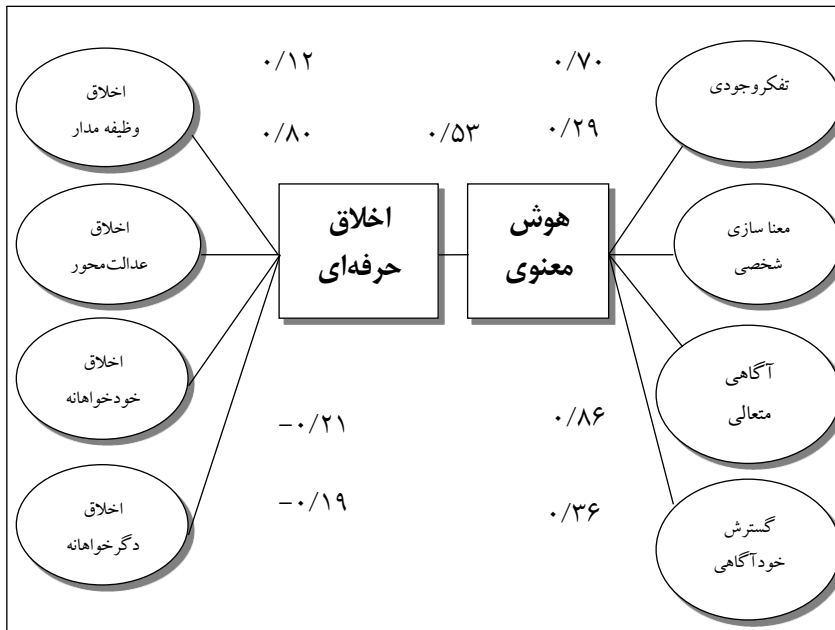 ۰/۷۰
۰/۱۲
تفکروجودی
اخلاق
وظیفه مدار
۰/۲۹
۰/۵۳
۰/۸۰
معنا سازی
شخصی
هوش
معنوی
اخلاق
حرفه‌ای
اخلاق
عدالت‌محور
آگاهی
متعالی
اخلاق
خودخواهانه
۰/۸۶
−۰/۲۱
گسترش
خودآگاهی
۰/۳۶
−۰/۱۹
اخلاق
دگرخواهانه